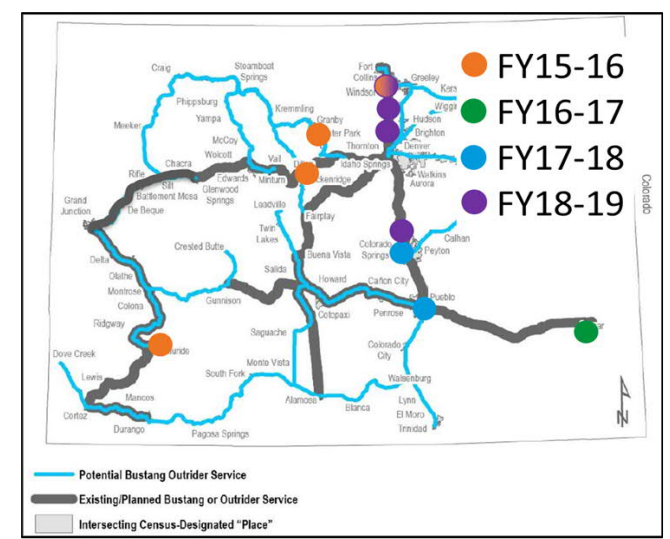 FY15-16
FY16-17
FY17-18
FY18-19
Craig
Steamboat
Springs
Fort
Collins
Windsor
Greeley
Phippsburg
Yampa
Kremmling
Granby
ter Park
Hudson
Brighton
Meeker
McCoy
Wolcott
Vail
Thornton
Denver
Idaho Springs
Watkins
Aurora
Chacra
Rifle
Silt
Edwards
Minturn
ckenridge
Battlement Mesa
Glenwood
Springs
De Beque
Grand
Junction
Leadville
Fairplay
Twin
Lakes
Colorado
Crested Butte
Buena Vista
Colorado
Springs
Calhan
Peyton
Delta
Olathe
Montrose
Colona
Salida
Howard
Cañon City
Gunnison
Cotopaxi
Penrose
Pueblo
Ridgway
Saguache
Colorado
City
Dove Creek
Lewis
Monte Vista
South Fork
Walsenburg
Mancos
Alamosa
Blanca
Lynn
El Moro
Trinidad
Cortez
Durango
Pagosa Springs
Potential Bustang Outrider Service
Existing/Planned Bustang or Outrider Service
Intersecting Census-Designated "Place"